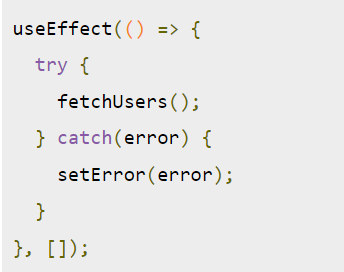 useEffect(() => {
  try {
    fetchUsers();
  } catch(error) {
    setError(error);
  }
}, []);